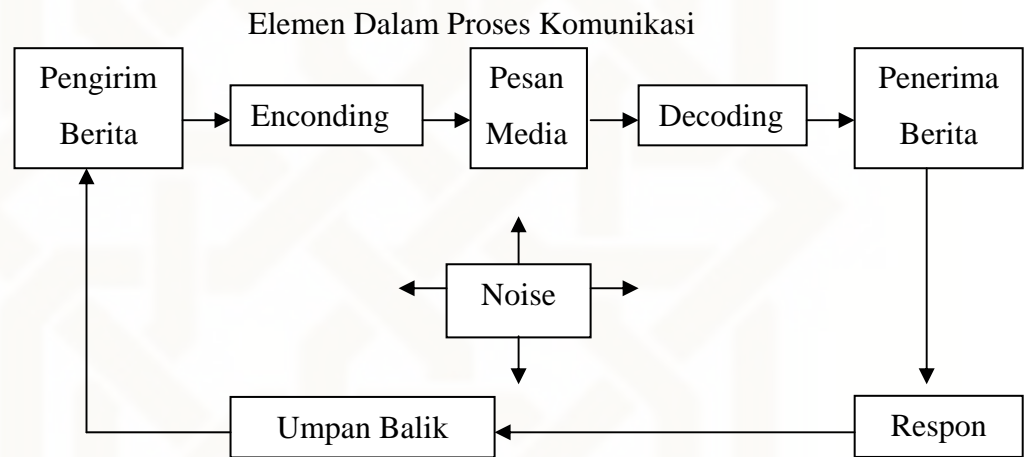 Elemen Dalam Proses Komunikasi
Pengirim
Berita
Enconding
Pesan
Media
Decoding
Penerima
Berita
Noise
Umpan Balik
Respon